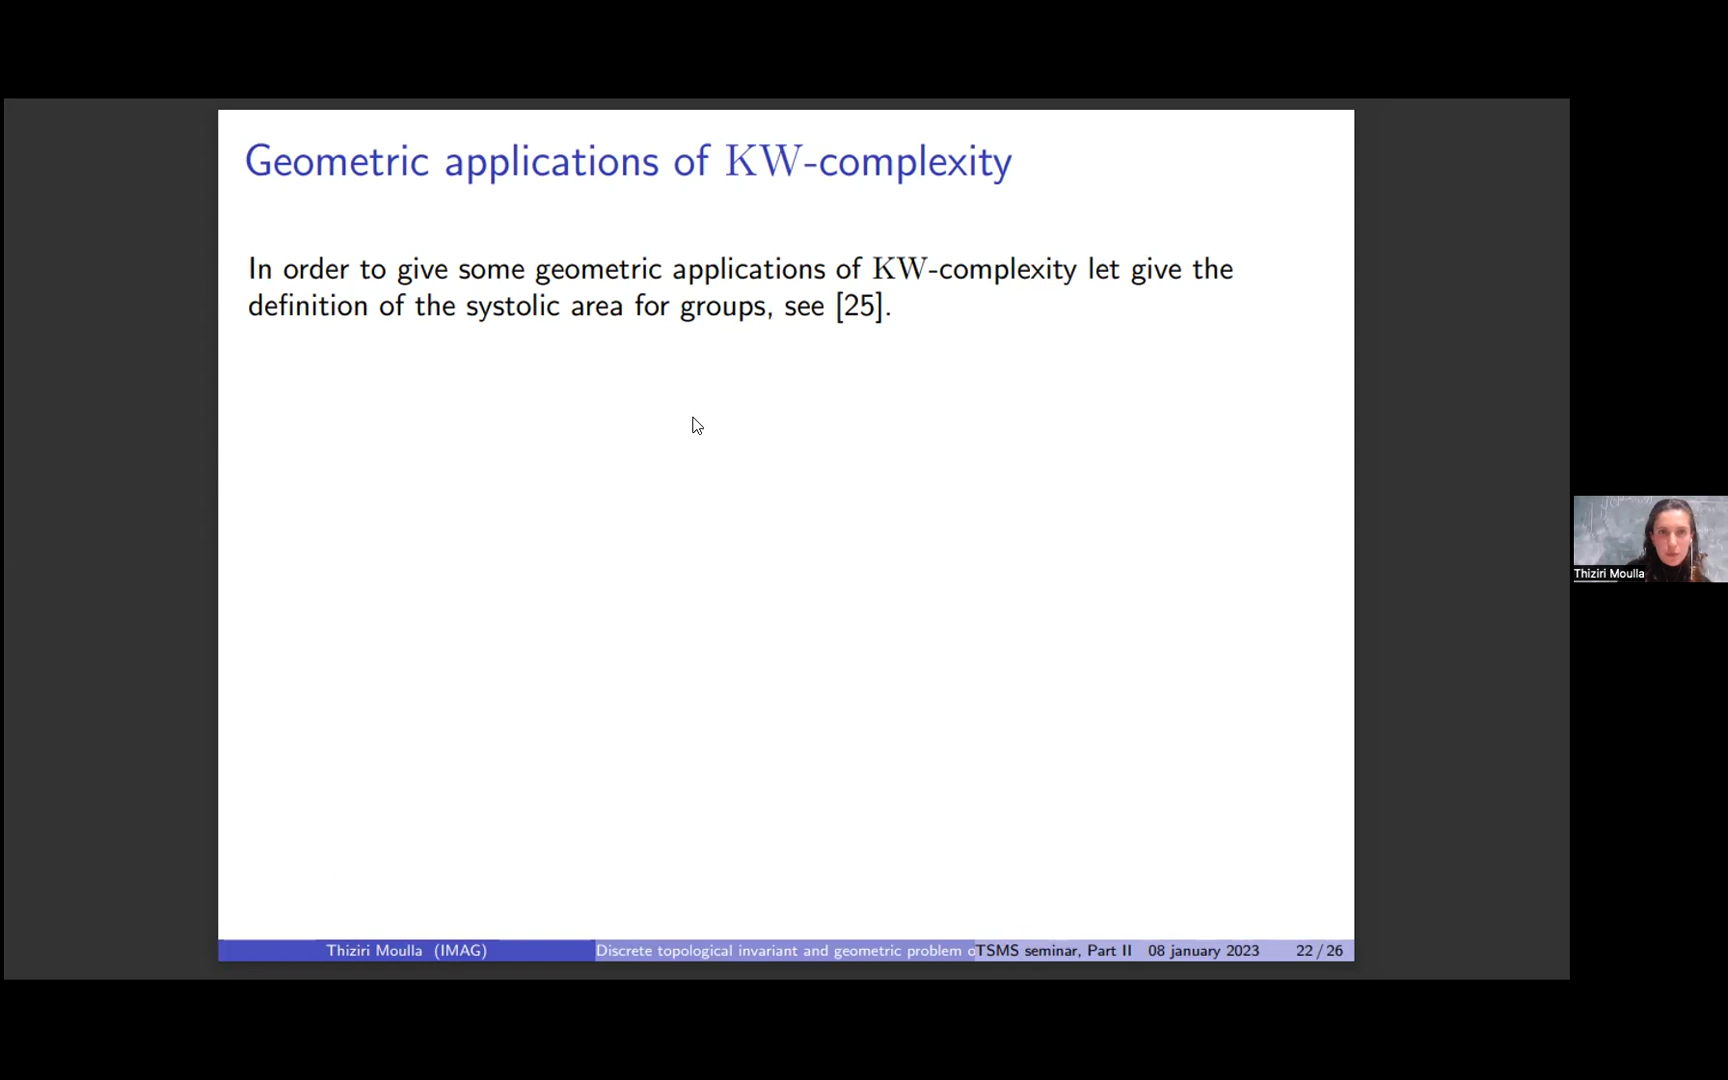 Geometric applications of KW-complexity
In order to give some geometric applications of KW-complexity let give the
definition of the systolic area for groups, see [25].
Thiziri Moulla
Thiziri Moulla (IMAG) Discrete topological invariant and geometric problem o TSMS seminar, Part II 08 january 2023 22 / 26